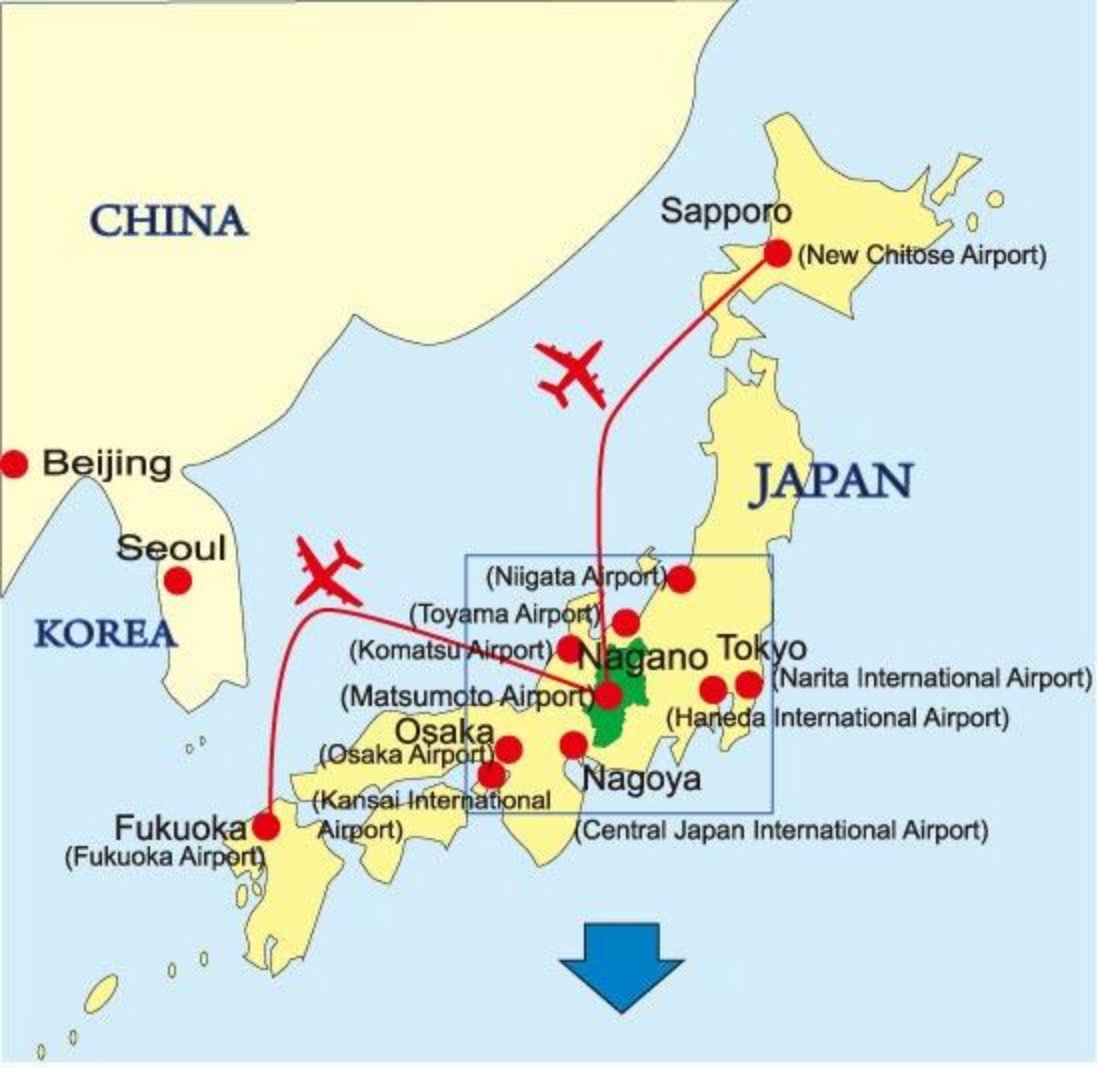 CHINA
Sapporo
(New Chitose Airport)
Beijing
JAPAN
Seoul
(Niigata Airport)
(Toyama Airport)
KOREA
(Komatsu Airport)
Nagano
Tokyo
(Narita International Airport)
(Matsumoto Airport)
(Haneda International Airport)
Osaka
(Osaka Airport)
Nagoya
(Kansai International
Airport)
Fukuoka
(Central Japan International Airport)
(Fukuoka Airport)